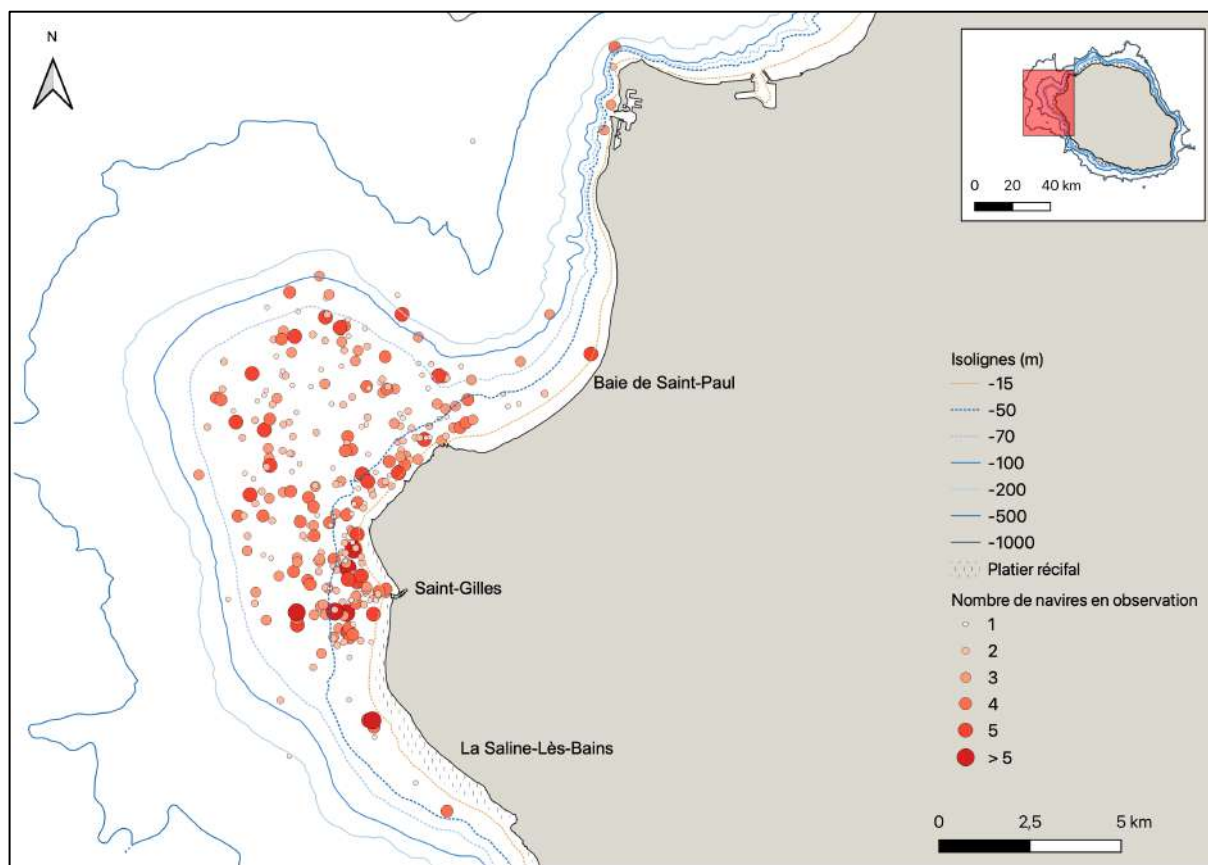 N
0 20 40 km
Baie de Saint-Paul
Saint-Gilles
La Saline-Lès-Bains
Isolignes (m)
-15
-50
-70
-100
-200
-500
-1000
Platier récifal
Nombre de navires en observation
1
2
3
4
5
> 5
0 2,5 5 km